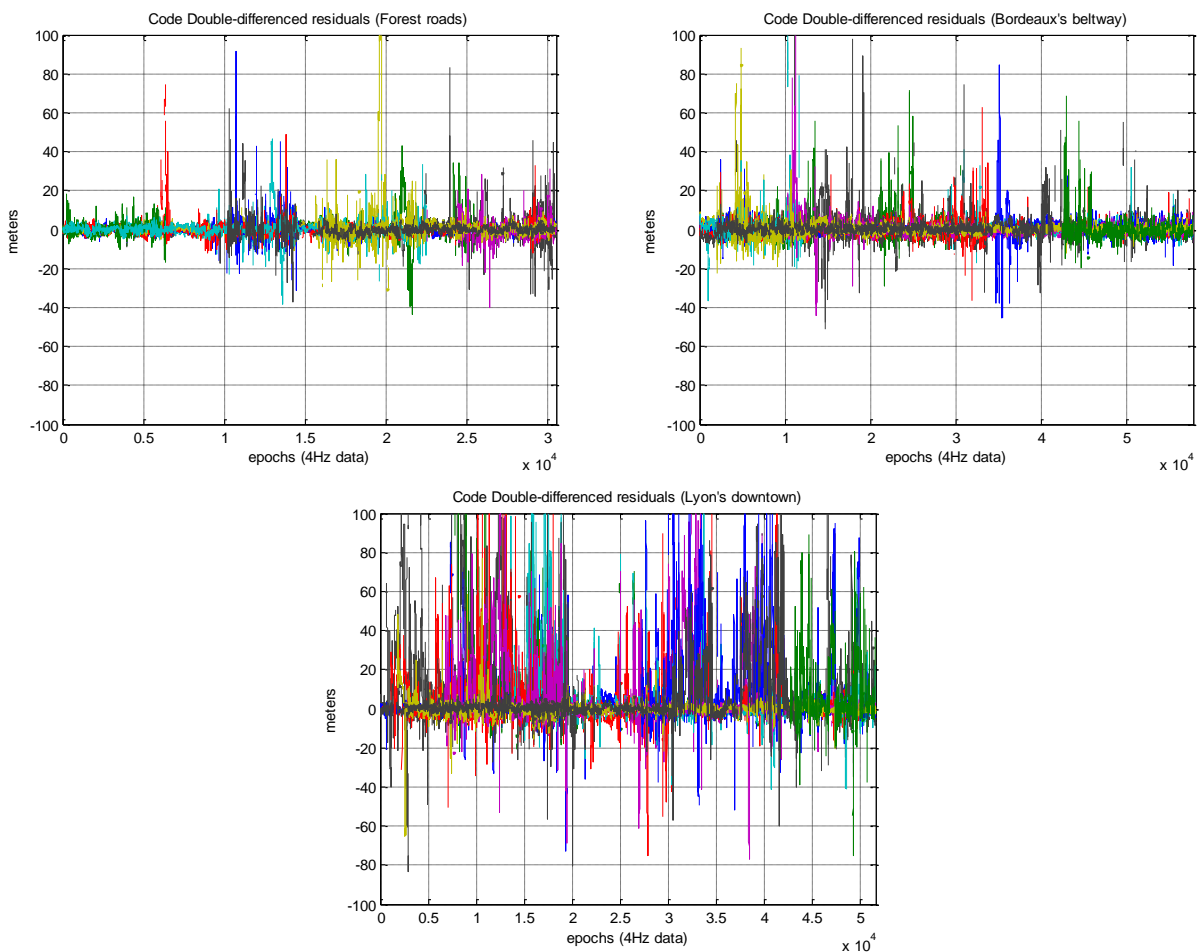 Code Double-differenced residuals (Forest roads)
100
80
60
40
20
0
-20
-40
-60
-80
-100
meters
0 0.5 1 1.5 2 2.5 3
epochs (4Hz data)
x 10^4
Code Double-differenced residuals (Bordeaux's beltway)
100
80
60
40
20
0
-20
-40
-60
-80
-100
meters
0 1 2 3 4 5
epochs (4Hz data)
x 10^4
Code Double-differenced residuals (Lyon's downtown)
100
80
60
40
20
0
-20
-40
-60
-80
-100
meters
0 0.5 1 1.5 2 2.5 3 3.5 4 4.5 5
epochs (4Hz data)
x 10^4